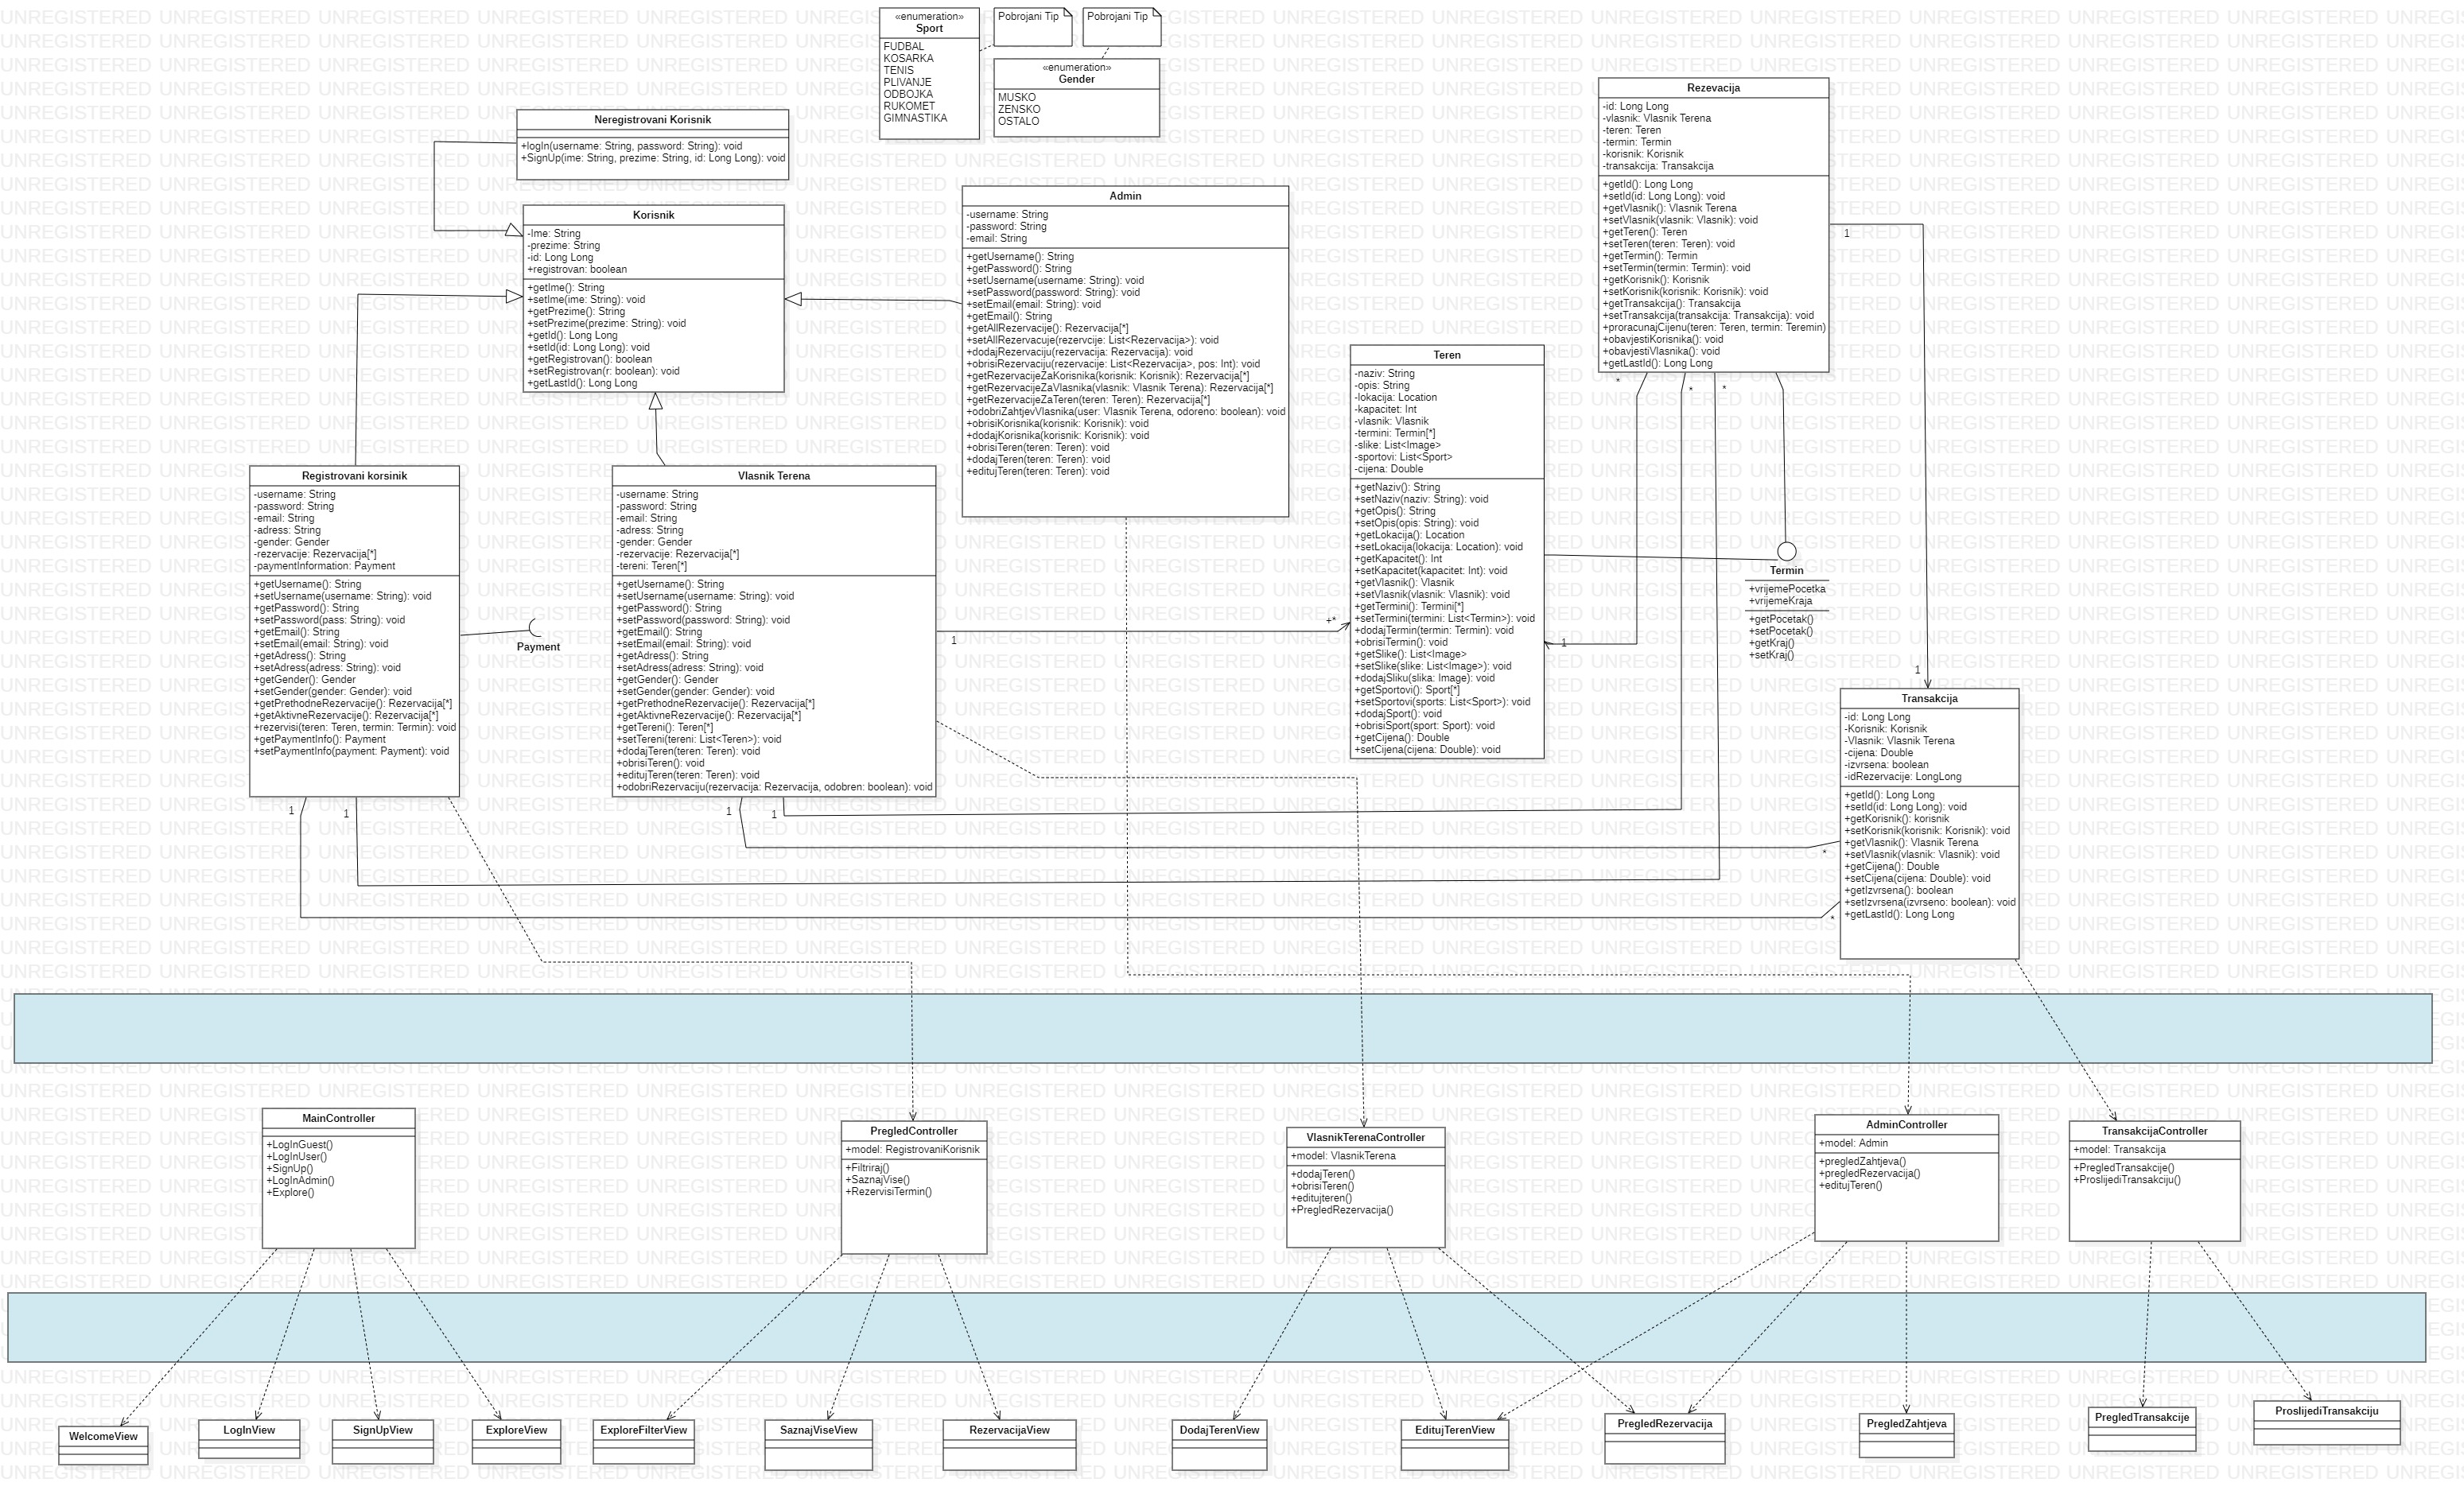 «enumeration»
Sport
FUDBAL
KOSARKA
TENIS
PLIVANJE
ODBOJKA
RUKOMET
GIMNASTIKA
Pobrojani Tip
Pobrojani Tip
«enumeration»
Gender
MUSKO
ZENSKO
OSTALO
Neregistrovani Korisnik
+logIn(username: String, password: String): void
+SignUp(ime: String, prezime: String, id: Long Long): void
Korisnik
-Ime: String
-prezime: String
-id: Long Long
+registrovan: boolean
+getIme(): String
+setIme(ime: String): void
+getPrezime(): String
+setPrezime(prezime: String): void
+getId(): Long Long
+setId(id: Long Long): void
+getRegistrovan(): boolean
+setRegistrovan(r: boolean): void
+getLastId(): Long Long
Admin
-username: String
-password: String
-email: String
+getUsername(): String
+getPassword(): String
+setUsername(username: String): void
+setPassword(password: String): void
+setEmail(email: String): void
+getEmail(): String
+getAllRezervacije(): Rezervacija[*]
+setAllRezervacuje(rezervcije: List<Rezervacija>): void
+dodajRezervaciju(rezervacija: Rezervacija): void
+obrisiRezervaciju(rezervacije: List<Rezervacija>, pos: Int): void
+getRezervacijeZaKorisnika(korisnik: Korisnik): Rezervacija[*]
+getRezervacijeZaVlasnika(vlasnik: Vlasnik Terena): Rezervacija[*]
+getRezervacijeZaTeren(teren: Teren): Rezervacija[*]
+odobriZahtjevVlasnika(user: Vlasnik Terena, odoreno: boolean): void
+obrisiKorisnika(korisnik: Korisnik): void
+dodajKorisnika(korisnik: Korisnik): void
+obrisiTeren(teren: Teren): void
+dodajTeren(teren: Teren): void
+editujTeren(teren: Teren): void
Rezevacija
-id: Long Long
-vlasnik: Vlasnik Terena
-teren: Teren
-termin: Termin
-korisnik: Korisnik
-transakcija: Transakcija
+getId(): Long Long
+setId(id: Long Long): void
+getVlasnik(): Vlasnik Terena
+setVlasnik(vlasnik: Vlasnik): void
+getTeren(): Teren
+setTeren(teren: Teren): void
+getTermin(): Termin
+setTermin(termin: Termin): void
+getKorisnik(): Korisnik
+setKorisnik(korisnik: Korisnik): void
+getTransakcija(): Transakcija
+setTransakcija(transakcija: Transakcija): void
+proracunajCijenu(teren: Teren, termin: Teremin)
+obavjestiKorisnika(): void
+obavjestiVlasnika(): void
+getLastId(): Long Long
1
*
*
*
Teren
-naziv: String
-opis: String
-lokacija: Location
-kapacitet: Int
-vlasnik: Vlasnik
-termini: Termin[*]
-slike: List<Image>
-sportovi: List<Sport>
-cijena: Double
+getNaziv(): String
+setNaziv(naziv: String): void
+getOpis(): String
+setOpis(opis: String): void
+getLokacija(): Location
+setLokacija(lokacija: Location): void
+getKapacitet(): Int
+setKapacitet(kapacitet: Int): void
+getVlasnik(): Vlasnik
+setVlasnik(vlasnik: Vlasnik): void
+getTermini(): Termini[*]
+setTermini(termini: List<Termin>): void
+dodajTermin(termin: Termin): void
+obrisiTermin(): void
+getSlike(): List<Image>
+setSlike(slike: List<Image>): void
+dodajSliku(slika: Image): void
+getSportovi(): Sport[*]
+setSportovi(sports: List<Sport>): void
+dodajSport(): void
+obrisiSport(sport: Sport): void
+getCijena(): Double
+setCijena(cijena: Double): void
Registrovani korsinik
-username: String
-password: String
-email: String
-adress: String
-gender: Gender
-rezervacije: Rezervacija[*]
-paymentInformation: Payment
+getUsername(): String
+setUsername(username: String): void
+getPassword(): String
+setPassword(pass: String): void
+getEmail(): String
+setEmail(email: String): void
+getAdress(): String
+setAdress(adress: String): void
+getGender(): Gender
+setGender(gender: Gender): void
+getPrethodneRezervacije(): Rezervacija[*]
+getAktivneRezervacije(): Rezervacija[*]
+rezervisi(teren: Teren, termin: Termin): void
+getPaymentInfo(): Payment
+setPaymentInfo(payment: Payment): void
Payment
Vlasnik Terena
-username: String
-password: String
-email: String
-adress: String
-gender: Gender
-rezervacije: Rezervacija[*]
-tereni: Teren[*]
+getUsername(): String
+setUsername(username: String): void
+getPassword(): String
+setPassword(password: String): void
+getEmail(): String
+setEmail(email: String): void
+getAdress(): String
+setAdress(adress: String): void
+getGender(): Gender
+setGender(gender: Gender): void
+getPrethodneRezervacije(): Rezervacija[*]
+getAktivneRezervacije(): Rezervacija[*]
+getTereni(): Teren[*]
+setTereni(tereni: List<Teren>): void
+dodajTeren(teren: Teren): void
+obrisiTeren(): void
+editujTeren(teren: Teren): void
+odobriRezervaciju(rezervacija: Rezervacija, odobren: boolean): void
1
+*
1
Termin
+vrijemePocetka
+vrijemeKraja
+getPocetak()
+setPocetak()
+getKraj()
+setKraj()
1
Transakcija
-id: Long Long
-Korisnik: Korisnik
-Vlasnik: Vlasnik Terena
-cijena: Double
-izvrsena: boolean
-idRezervacije: LongLong
+getId(): Long Long
+setId(id: Long Long): void
+getKorisnik(): korisnik
+setKorisnik(korisnik: Korisnik): void
+getVlasnik(): Vlasnik Terena
+setVlasnik(vlasnik: Vlasnik): void
+getCijena(): Double
+setCijena(cijena: Double): void
+getIzvrsena(): boolean
+setIzvrsena(izvrseno: boolean): void
+getLastId(): Long Long
1
1
1
1
*
*
MainController
+LogInGuest()
+LogInUser()
+SignUp()
+LogInAdmin()
+Explore()
PregledController
+model: RegistrovaniKorisnik
+Filtriraj()
+SaznajVise()
+RezervisiTermin()
VlasnikTerenaController
+model: VlasnikTerena
+dodajTeren()
+obrisiTeren()
+editujteren()
+PregledRezervacija()
AdminController
+model: Admin
+pregledZahtjeva()
+pregledRezervacija()
+editujTeren()
TransakcijaController
+model: Transakcija
+PregledTransakcije()
+ProslijediTransakciju()
WelcomeView
LogInView
SignUpView
ExploreView
ExploreFilterView
SaznajViseView
RezervacijaView
DodajTerenView
EditujTerenView
PregledRezervacija
PregledZahtjeva
PregledTransakcije
ProslijediTransakciju